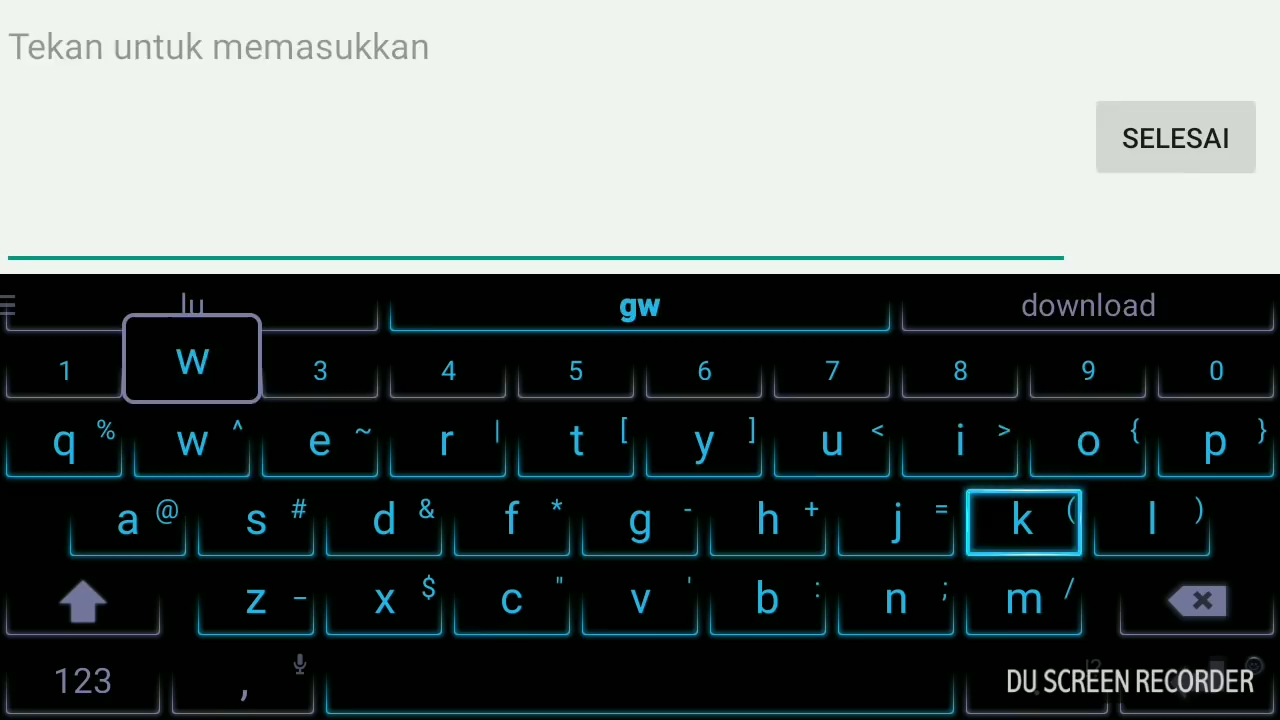 Tekan untuk memasukkan
SELESAI
lu gw download
w
1 3 4 5 6 7 8 9 0
q % w ^ e ~ r | t [ y ] u < i > o { p }
a @ s # d & f * g - h + j = k ( l )
z _ x $ c " v ' b : n ; m /
123 ,
DU SCREEN RECORDER